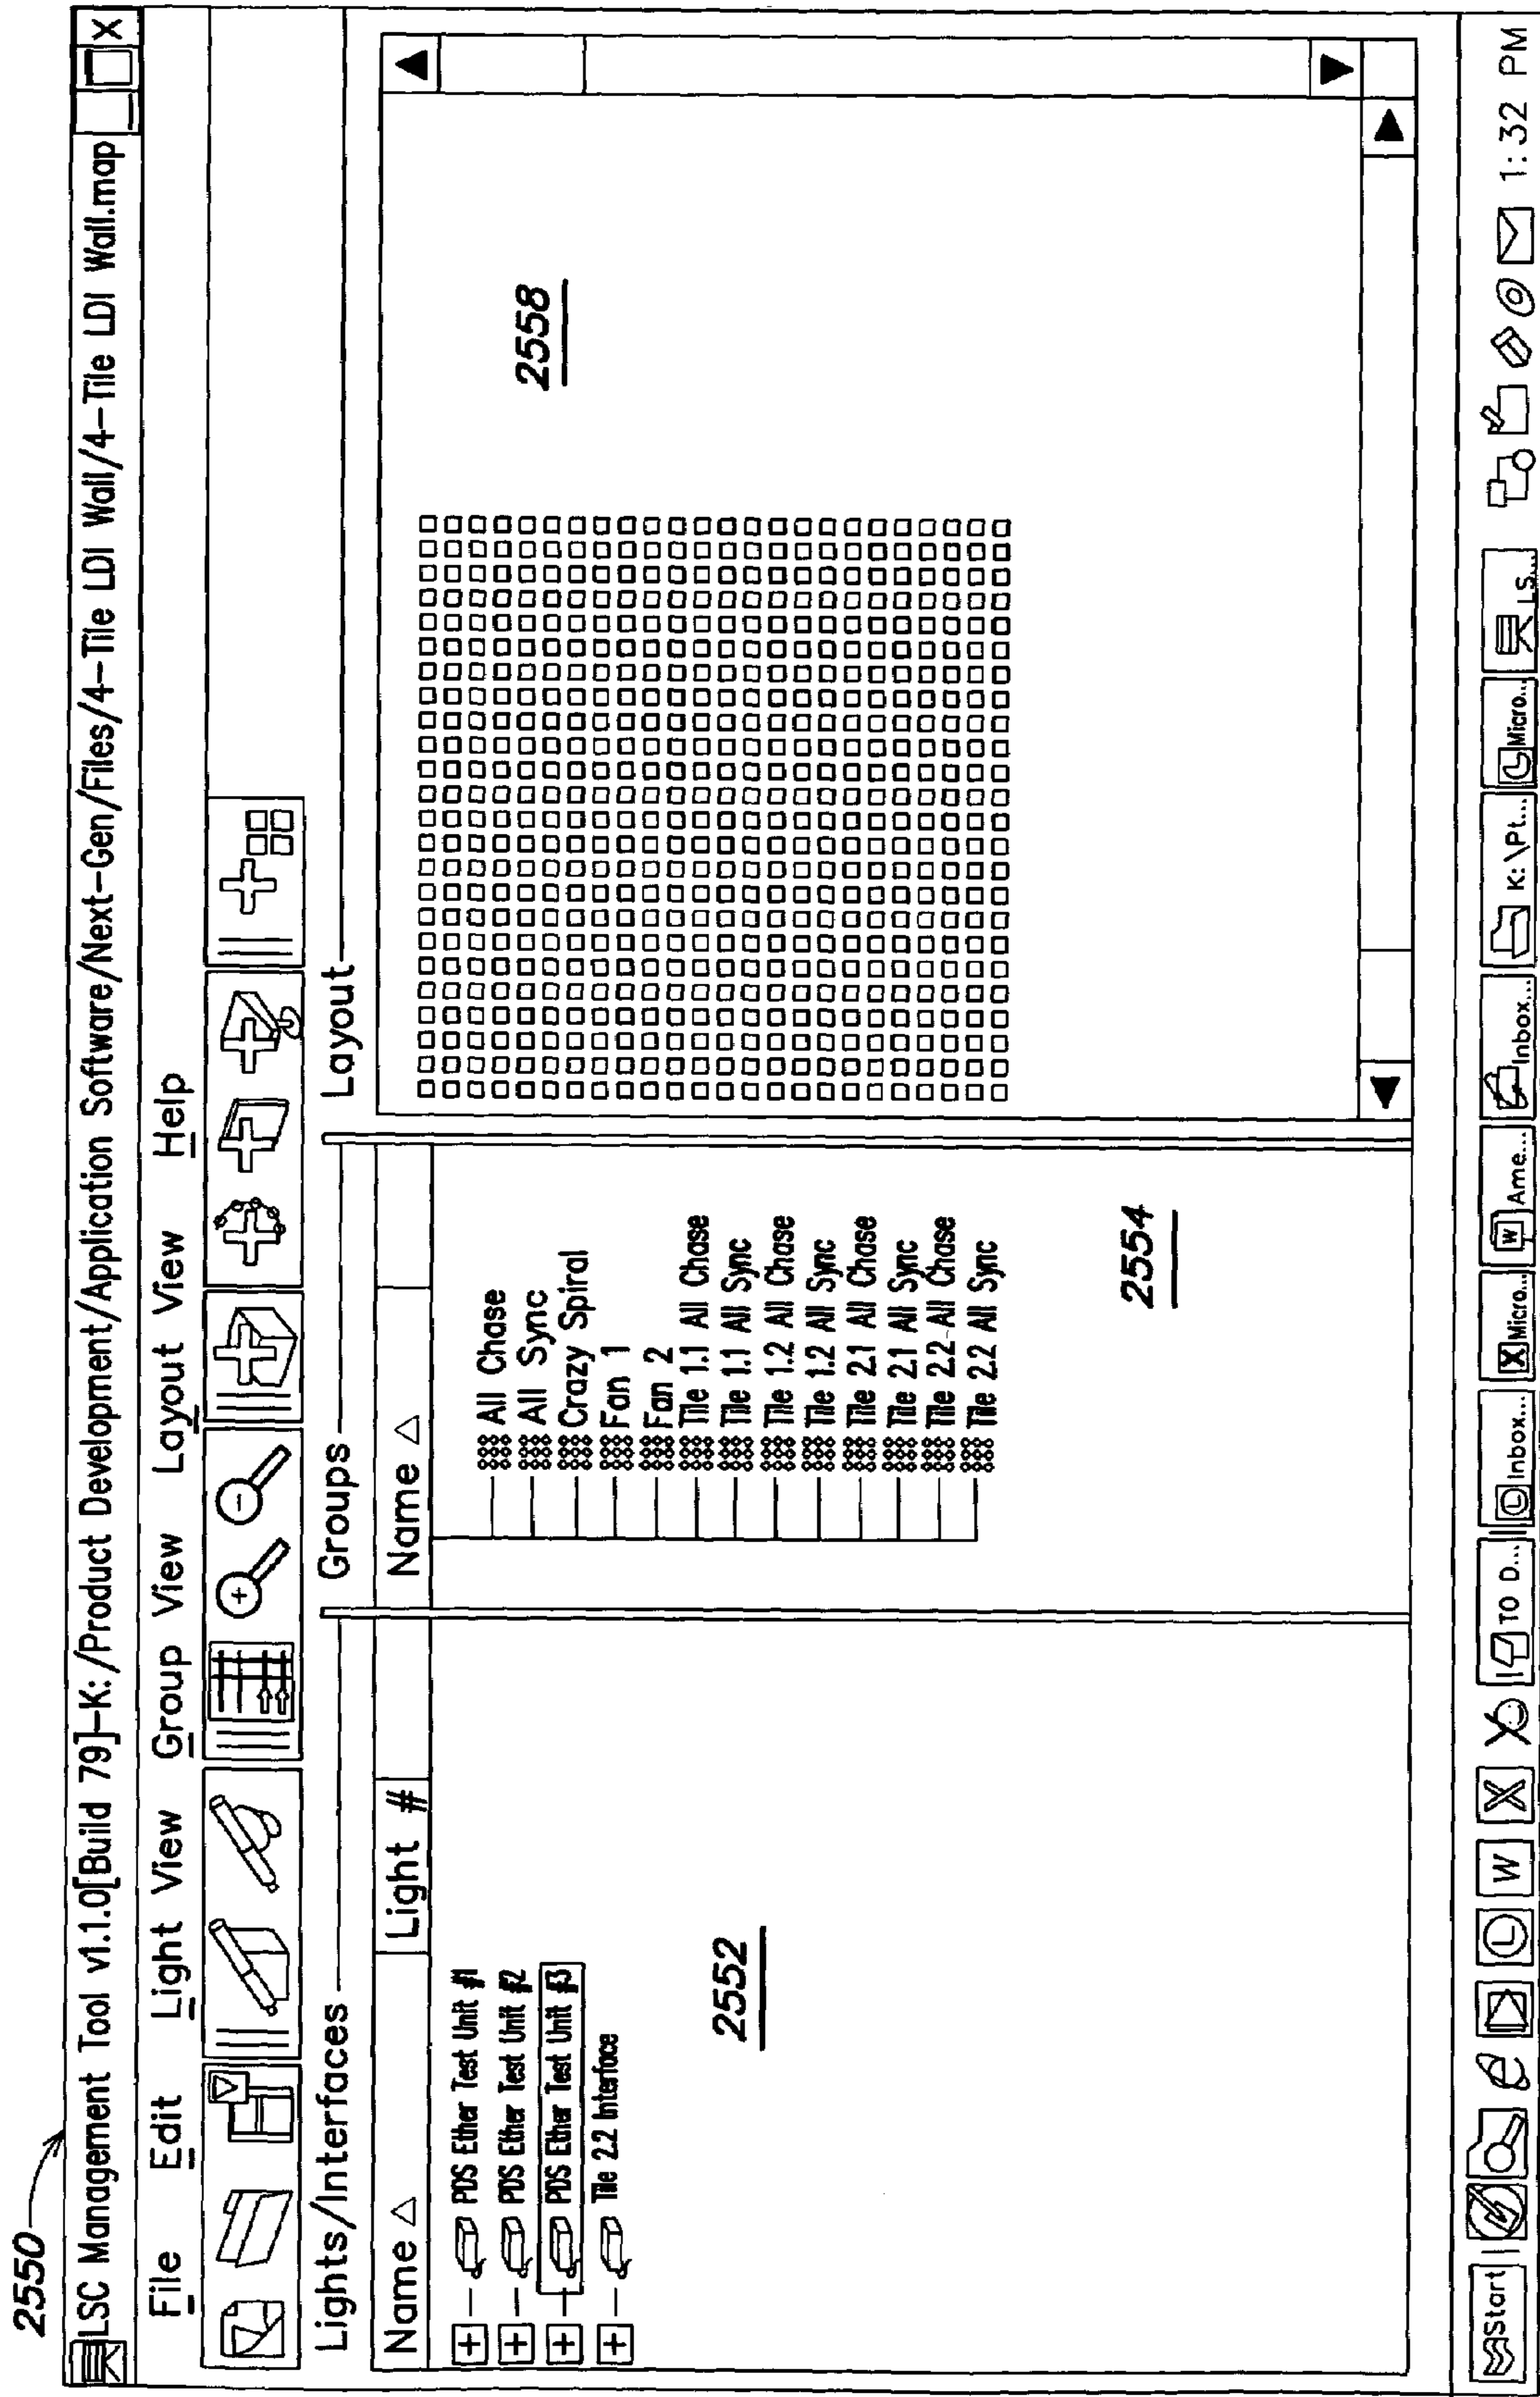 2550
LSC Management Tool v1.1.0[Build 79]-K:/Product Development/Application Software/Next-Gen/Files/4-Tile LDI Wall/4-Tile LDI Wall.map
X
File Edit Light View Group View Layout View Help
Lights/Interfaces
Name Light #
PDS Ether Test Unit #1
PDS Ether Test Unit #2
PDS Ether Test Unit #3
Tile 2.2 Interface
2552
Groups
Name
All Chase
All Sync
Crazy Spiral
Fan 1
Fan 2
Tile 1.1 All Chase
Tile 1.1 All Sync
Tile 1.2 All Chase
Tile 1.2 All Sync
Tile 2.1 All Chase
Tile 2.1 All Sync
Tile 2.2 All Chase
Tile 2.2 All Sync
2554
Layout
2558
Start e L W X TO D... L Inbox... X Micro... W Ame... Inbox... K:\Pt... Micro... LS... 1:32 PM